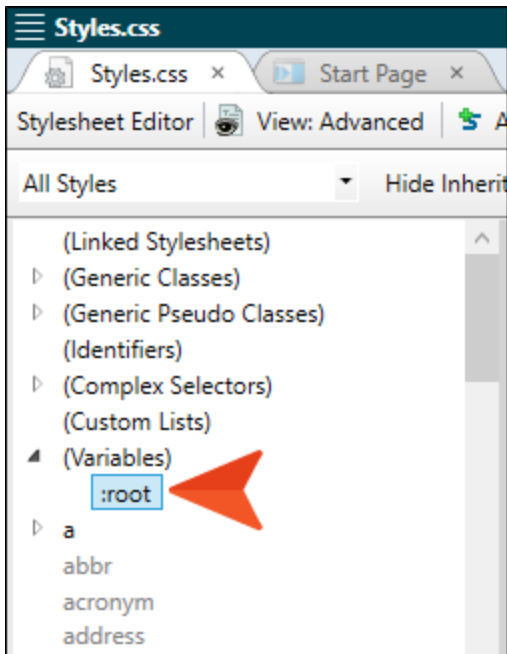 Styles.css
Styles.css × Start Page ×
Stylesheet Editor View: Advanced A
All Styles Hide Inherit
(Linked Stylesheets)
(Generic Classes)
(Generic Pseudo Classes)
(Identifiers)
(Complex Selectors)
(Custom Lists)
(Variables)
:root
a
abbr
acronym
address